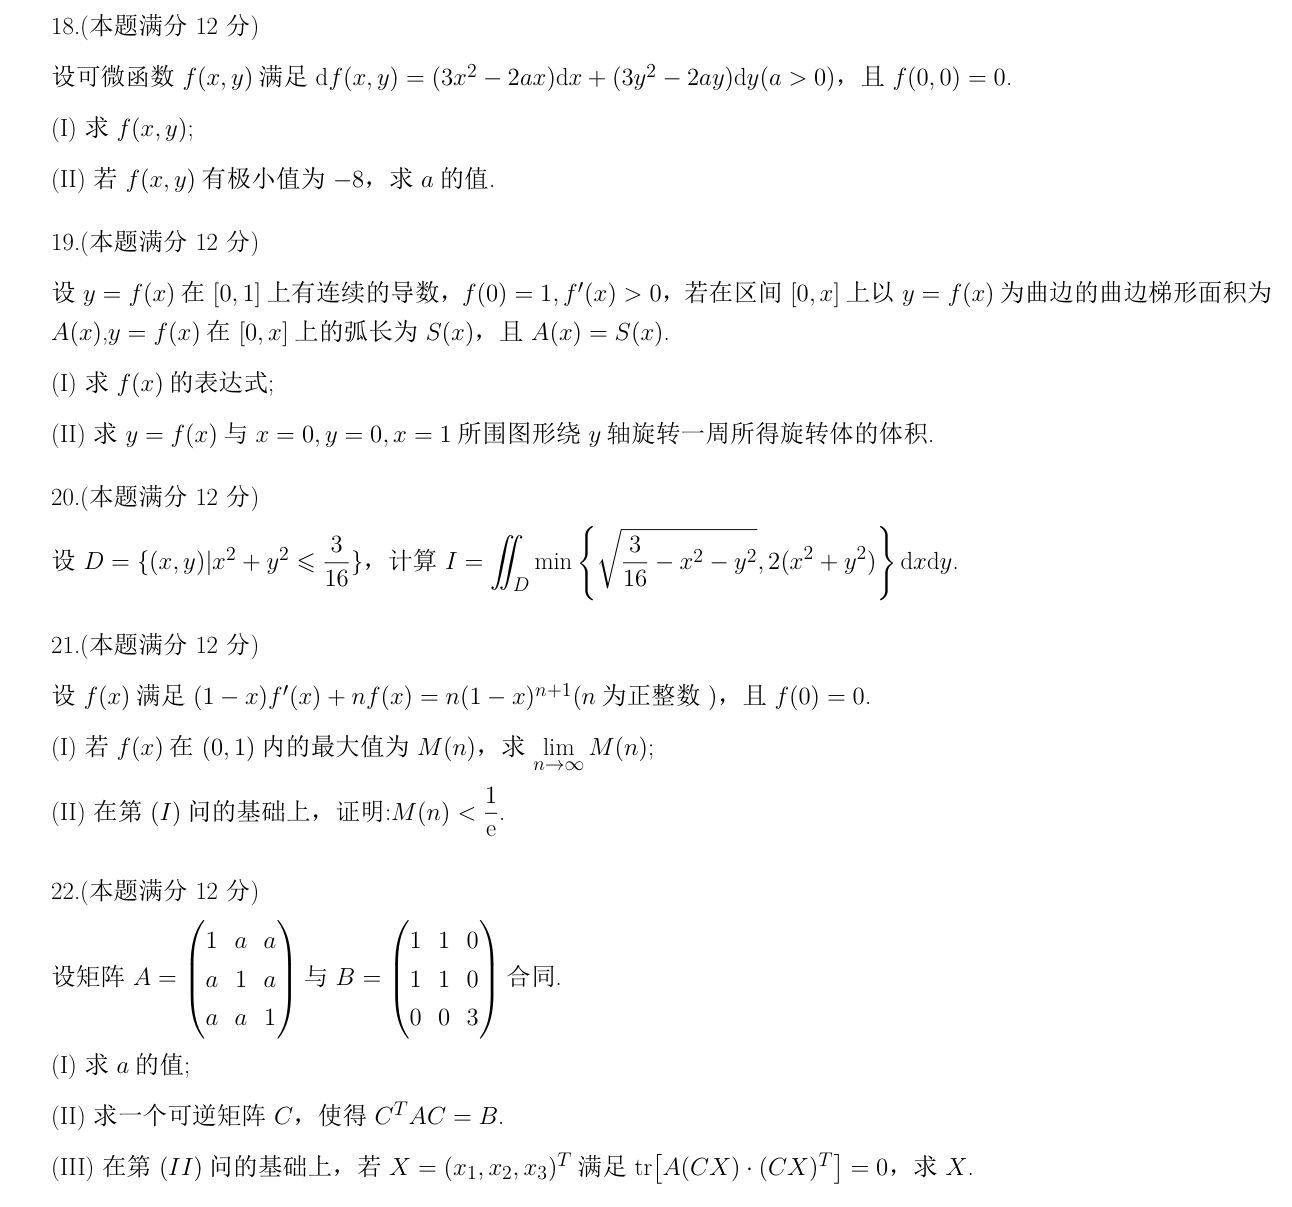 18.(本题满分 12 分)
设可微函数 f(x, y) 满足 df(x, y) = (3x² − 2ax)dx + (3y² − 2ay)dy(a > 0)，且 f(0, 0) = 0.
(I) 求 f(x, y);
(II) 若 f(x, y) 有极小值为 −8，求 a 的值.
19.(本题满分 12 分)
设 y = f(x) 在 [0, 1] 上有连续的导数，f(0) = 1, f′(x) > 0，若在区间 [0, x] 上以 y = f(x) 为曲边的曲边梯形面积为
A(x),y = f(x) 在 [0, x] 上的弧长为 S(x)，且 A(x) = S(x).
(I) 求 f(x) 的表达式;
(II) 求 y = f(x) 与 x = 0, y = 0, x = 1 所围图形绕 y 轴旋转一周所得旋转体的体积.
20.(本题满分 12 分)
设 D = {(x, y)|x² + y² ⩽ 3/16}，计算 I = ∬_D min {√(3/16 − x² − y²), 2(x² + y²)} dxdy.
21.(本题满分 12 分)
设 f(x) 满足 (1 − x)f′(x) + nf(x) = n(1 − x)ⁿ⁺¹(n 为正整数 )，且 f(0) = 0.
(I) 若 f(x) 在 (0, 1) 内的最大值为 M(n)，求 lim_{n→∞} M(n);
(II) 在第 (I) 问的基础上，证明:M(n) < 1/e.
22.(本题满分 12 分)
设矩阵 A = (1 a a; a 1 a; a a 1) 与 B = (1 1 0; 1 1 0; 0 0 3) 合同.
(I) 求 a 的值;
(II) 求一个可逆矩阵 C，使得 CᵀAC = B.
(III) 在第 (II) 问的基础上，若 X = (x₁, x₂, x₃)ᵀ 满足 tr[A(CX) · (CX)ᵀ] = 0，求 X.